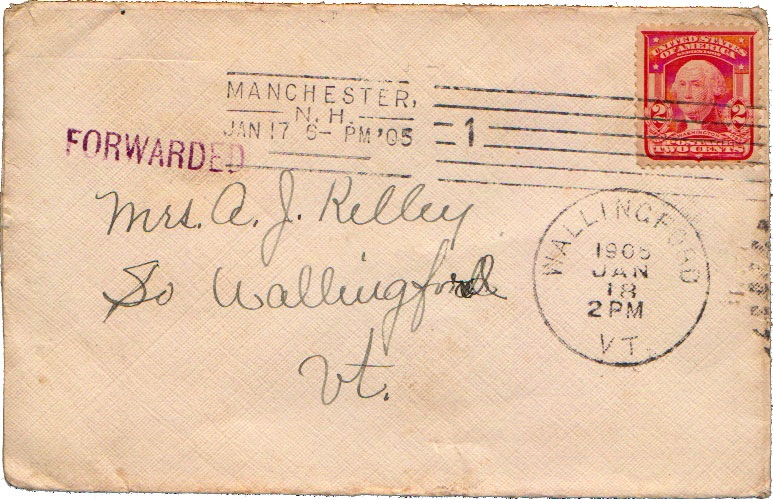 MANCHESTER,
N. H.
JAN 17 6- PM '05
1
FORWARDED
UNITED STATES
OF AMERICA
2 2
POSTAGE
TWO CENTS
Mrs. A. J. Kelley
So Wallingford
Vt.
WALLINGFORD
1905
JAN
18
2 PM
VT.